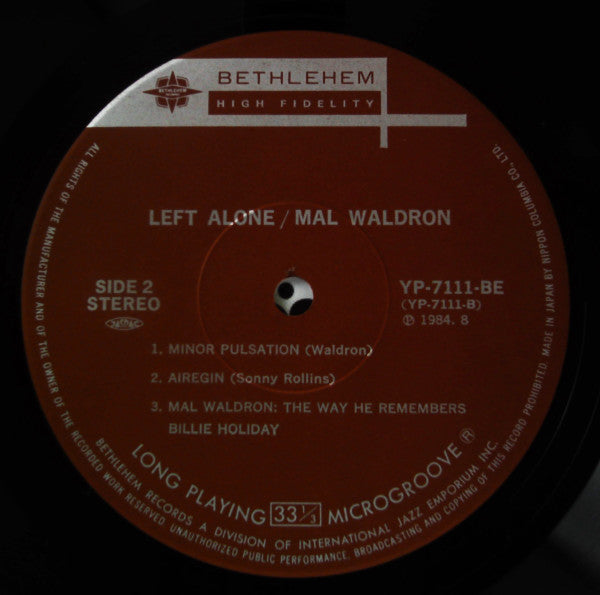 BETHLEHEM
HIGH FIDELITY
BETHLEHEM
LEFT ALONE / MAL WALDRON
SIDE 2
STEREO
YP-7111-BE
(YP-7111-B)
Ⓟ 1984. 8
1. MINOR PULSATION (Waldron)
2. AIREGIN (Sonny Rollins)
3. MAL WALDRON: THE WAY HE REMEMBERS
BILLIE HOLIDAY
LONG PLAYING 33 1/3 MICROGROOVE Ⓡ
BETHLEHEM RECORDS A DIVISION OF INTERNATIONAL JAZZ EMPORIUM INC.
ALL RIGHTS OF THE MANUFACTURER AND OF THE OWNER OF THE RECORDED WORK RESERVED. UNAUTHORIZED PUBLIC PERFORMANCE. BROADCASTING AND COPYING OF THIS RECORD PROHIBITED. MADE IN JAPAN BY NIPPON COLUMBIA CO., LTD.